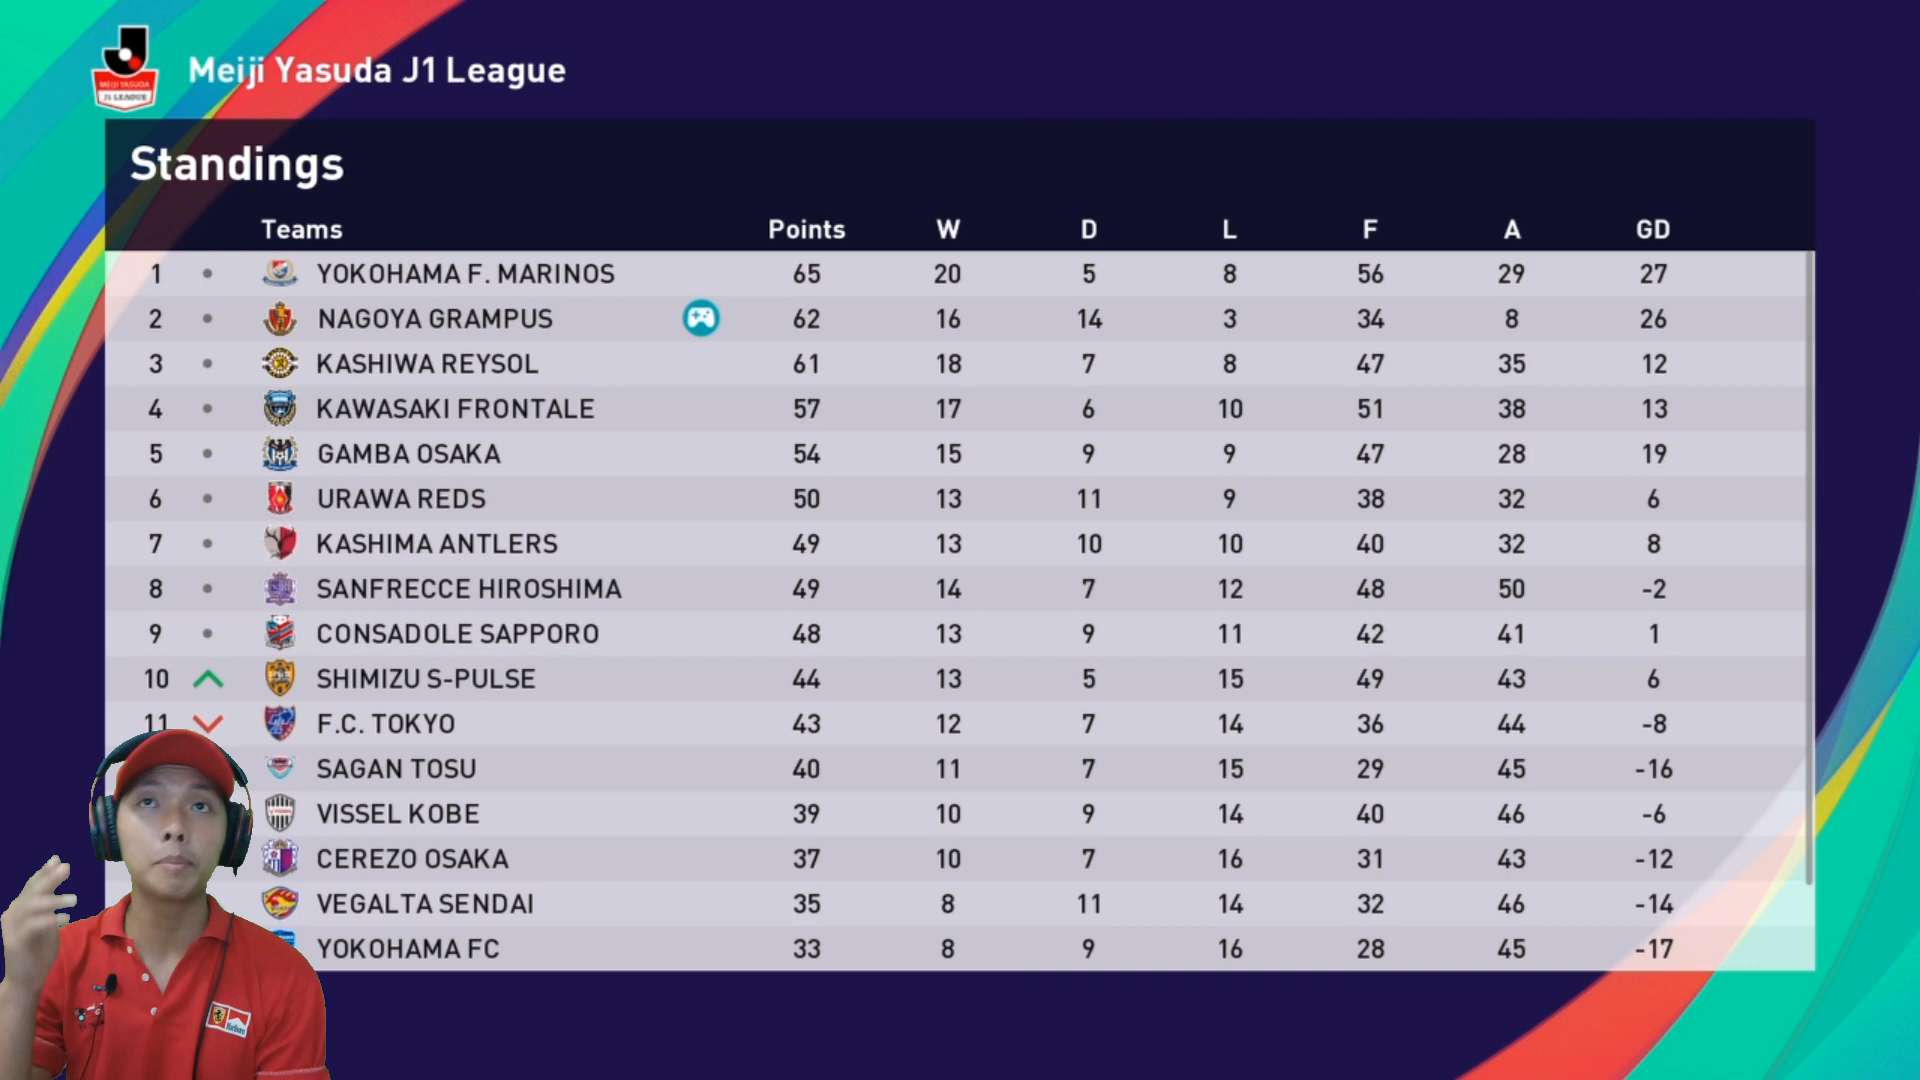 MEIJI YASUDA
J1 LEAGUE
Meiji Yasuda J1 League
Standings
Teams Points W D L F A GD
1 YOKOHAMA F. MARINOS 65 20 5 8 56 29 27
2 NAGOYA GRAMPUS 62 16 14 3 34 8 26
3 KASHIWA REYSOL 61 18 7 8 47 35 12
4 KAWASAKI FRONTALE 57 17 6 10 51 38 13
5 GAMBA OSAKA 54 15 9 9 47 28 19
6 URAWA REDS 50 13 11 9 38 32 6
7 KASHIMA ANTLERS 49 13 10 10 40 32 8
8 SANFRECCE HIROSHIMA 49 14 7 12 48 50 -2
9 CONSADOLE SAPPORO 48 13 9 11 42 41 1
10 SHIMIZU S-PULSE 44 13 5 15 49 43 6
11 F.C. TOKYO 43 12 7 14 36 44 -8
SAGAN TOSU 40 11 7 15 29 45 -16
VISSEL KOBE 39 10 9 14 40 46 -6
CEREZO OSAKA 37 10 7 16 31 43 -12
VEGALTA SENDAI 35 8 11 14 32 46 -14
YOKOHAMA FC 33 8 9 16 28 45 -17
Marlboro